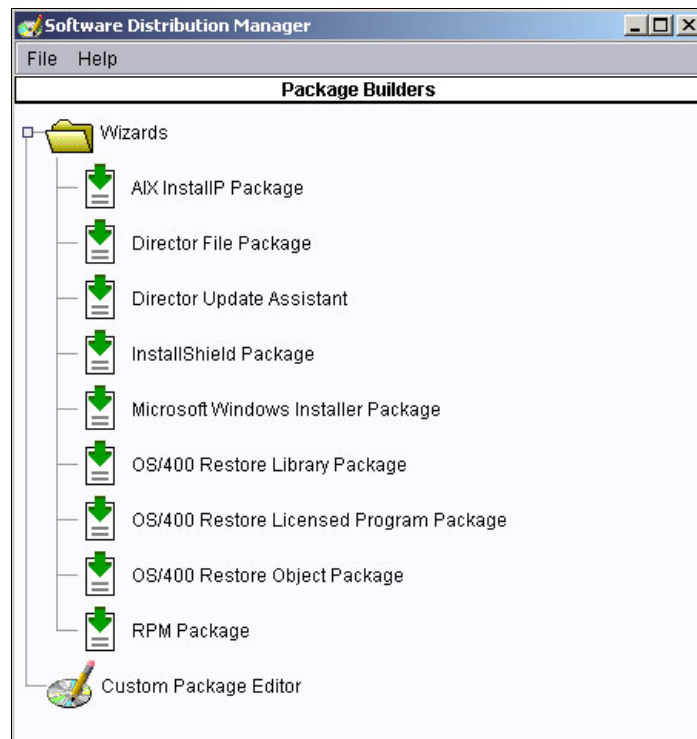 Software Distribution Manager
File Help
Package Builders
Wizards
AIX InstallP Package
Director File Package
Director Update Assistant
InstallShield Package
Microsoft Windows Installer Package
OS/400 Restore Library Package
OS/400 Restore Licensed Program Package
OS/400 Restore Object Package
RPM Package
Custom Package Editor